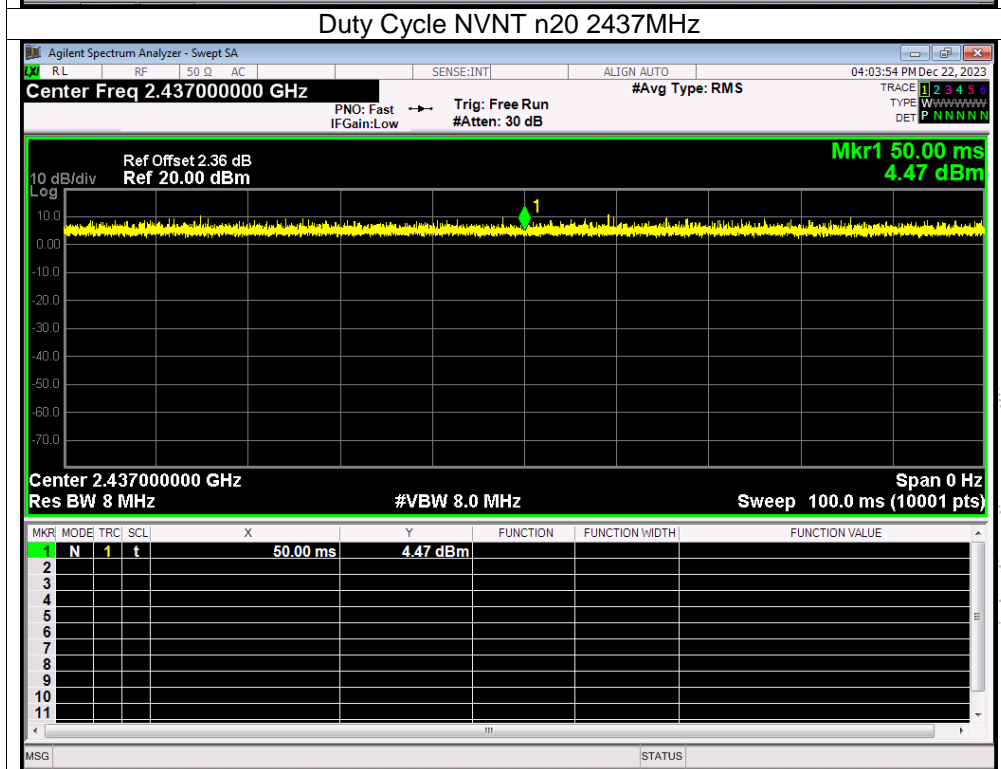 Duty Cycle NVNT n20 2437MHz
Agilent Spectrum Analyzer - Swept SA
LXI RL RF 50 Ω AC SENSE:INT ALIGN AUTO 04:03:54 PM Dec 22, 2023
Center Freq 2.437000000 GHz #Avg Type: RMS TRACE 1 2 3 4 5 6
PNO: Fast Trig: Free Run TYPE WWWWWW
IFGain:Low #Atten: 30 dB DET P N N N N N
Mkr1 50.00 ms
Ref Offset 2.36 dB
10 dB/div Ref 20.00 dBm 4.47 dBm
Log
1
10.0
0.00
-10.0
-20.0
-30.0
-40.0
-50.0
-60.0
-70.0
Center 2.437000000 GHz Span 0 Hz
Res BW 8 MHz #VBW 8.0 MHz Sweep 100.0 ms (10001 pts)
MKR MODE TRC SCL X Y FUNCTION FUNCTION WIDTH FUNCTION VALUE
1 N 1 t 50.00 ms 4.47 dBm
2
3
4
5
6
7
8
9
10
11
MSG STATUS